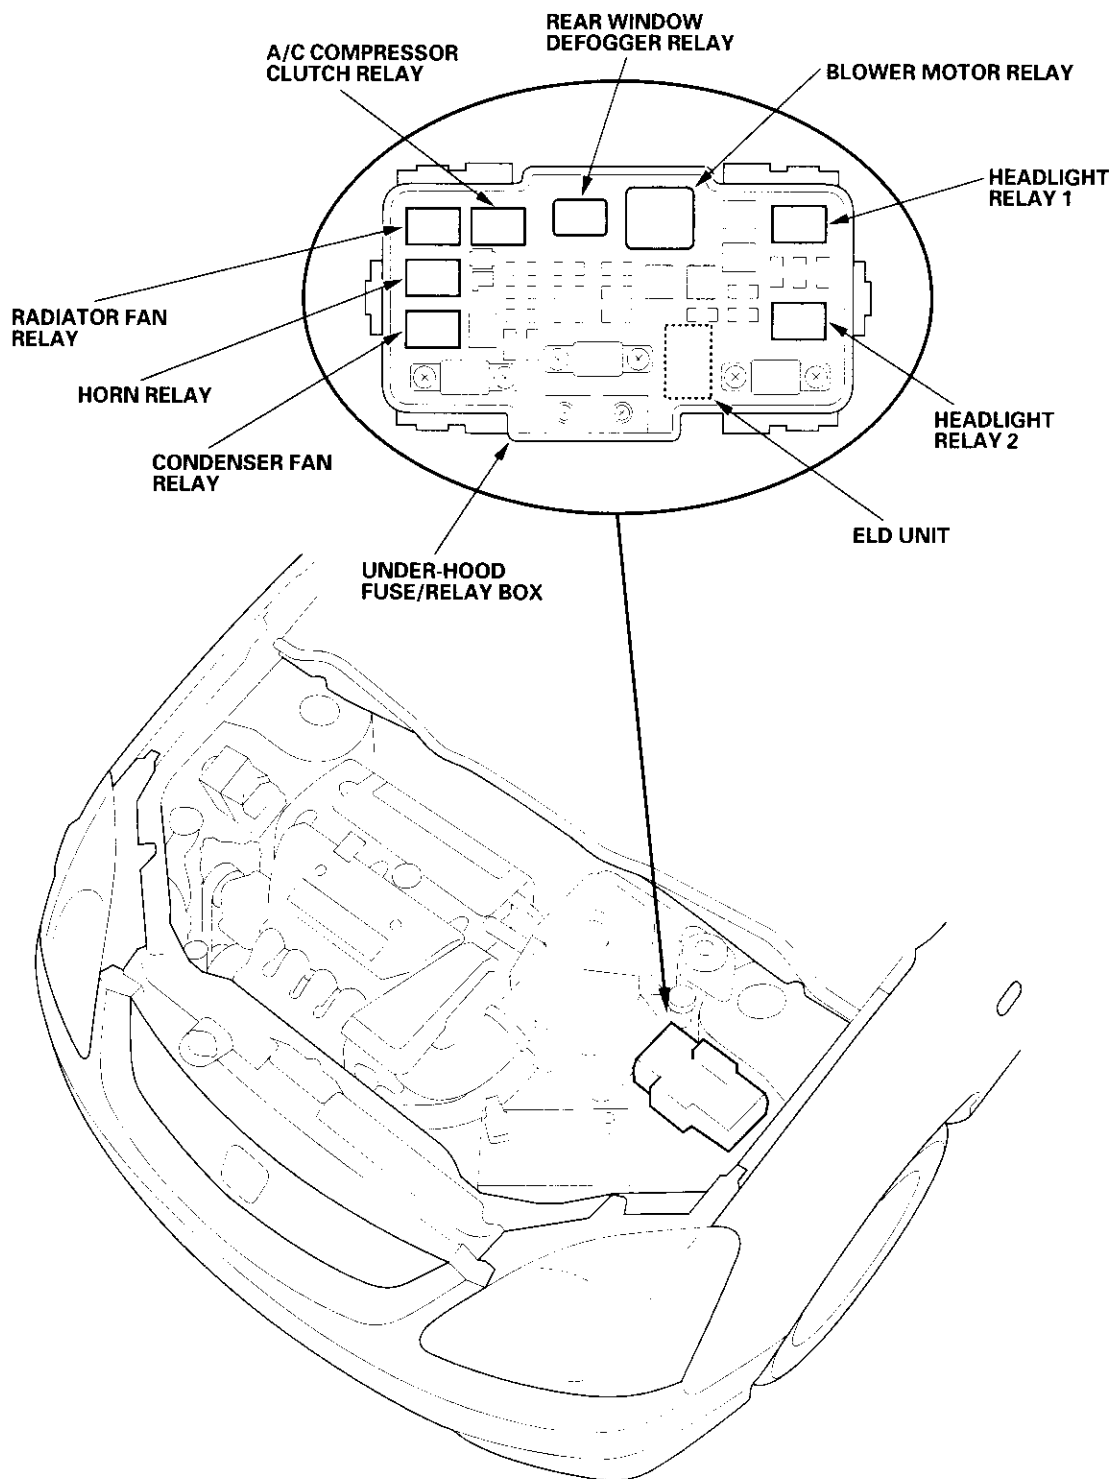 REAR WINDOW
DEFOGGER RELAY
A/C COMPRESSOR
CLUTCH RELAY
BLOWER MOTOR RELAY
HEADLIGHT
RELAY 1
RADIATOR FAN
RELAY
HORN RELAY
HEADLIGHT
RELAY 2
CONDENSER FAN
RELAY
ELD UNIT
UNDER-HOOD
FUSE/RELAY BOX